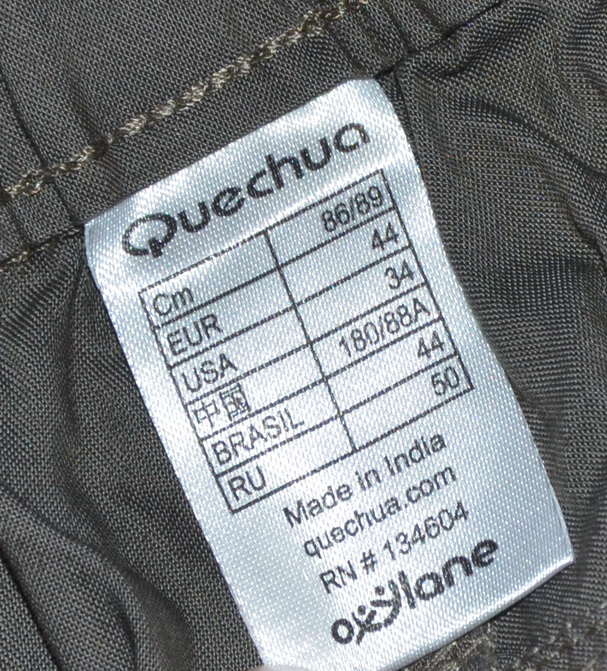 Quechua
Cm 86/89
EUR 44
USA 34
中国 180/88A
BRASIL 44
RU 50
Made in India
quechua.com
RN # 134604
oxylane